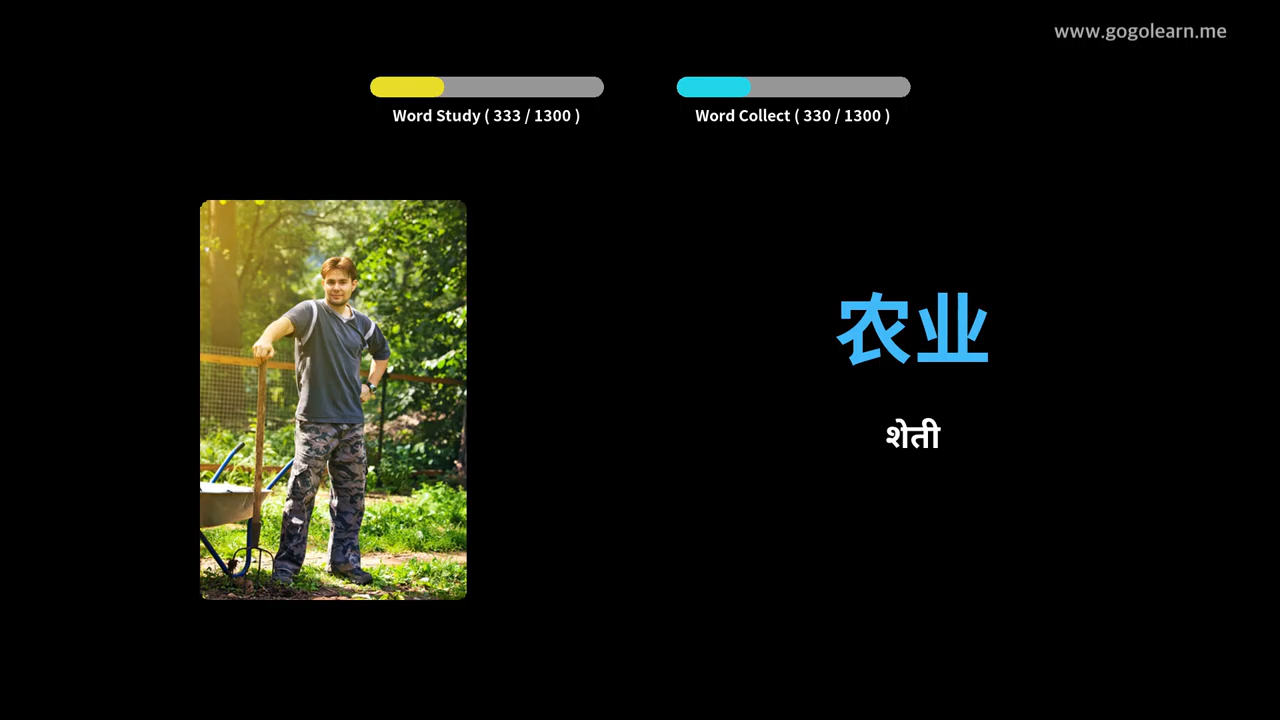 www.gogolearn.me
Word Study ( 333 / 1300 )
Word Collect ( 330 / 1300 )
农业
शेती